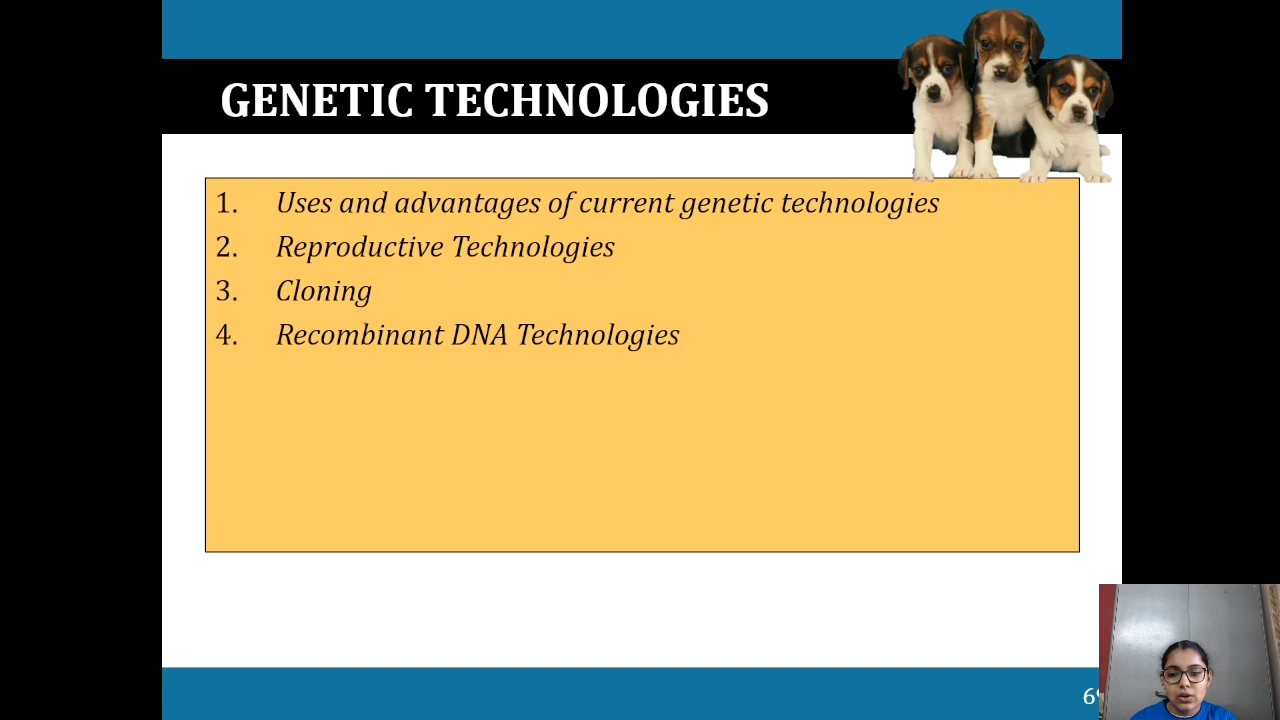 GENETIC TECHNOLOGIES
1. Uses and advantages of current genetic technologies
2. Reproductive Technologies
3. Cloning
4. Recombinant DNA Technologies